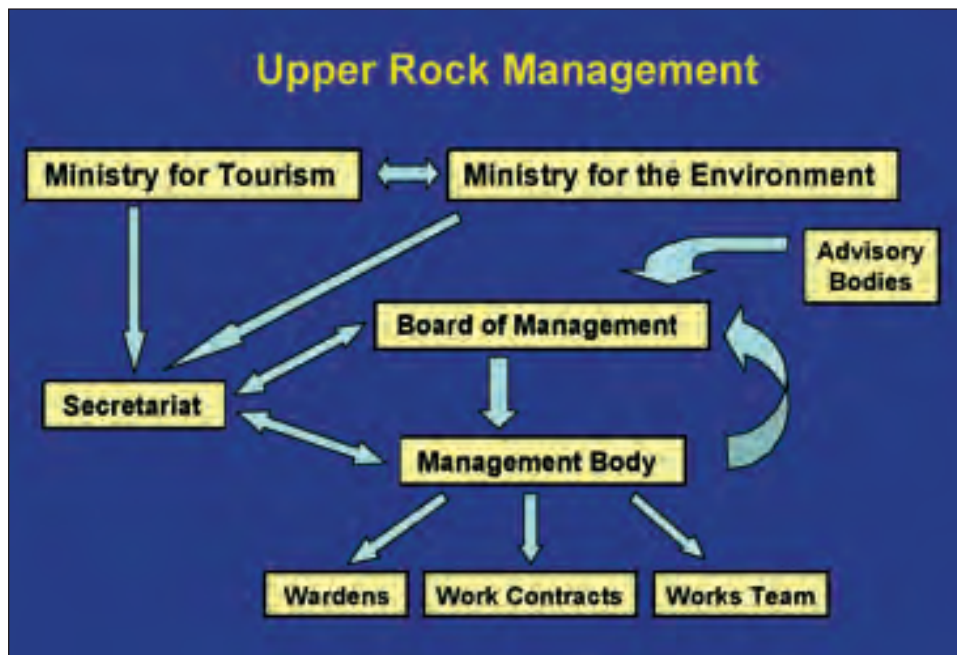 Upper Rock Management
Ministry for Tourism
Ministry for the Environment
Advisory
Bodies
Board of Management
Secretariat
Management Body
Wardens
Work Contracts
Works Team